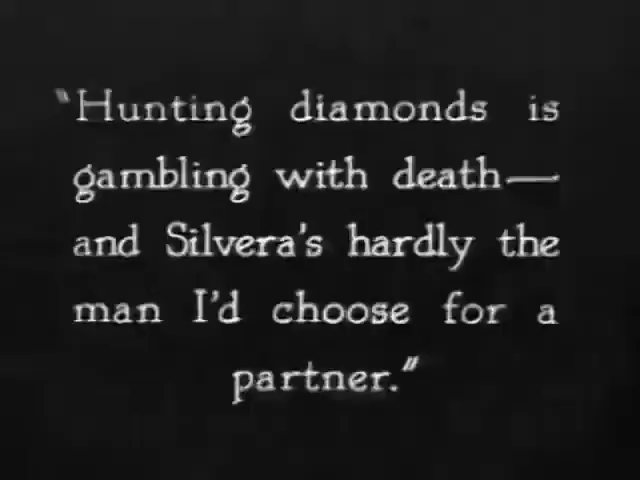 "Hunting diamonds is
gambling with death—
and Silvera's hardly the
man I'd choose for a
partner."